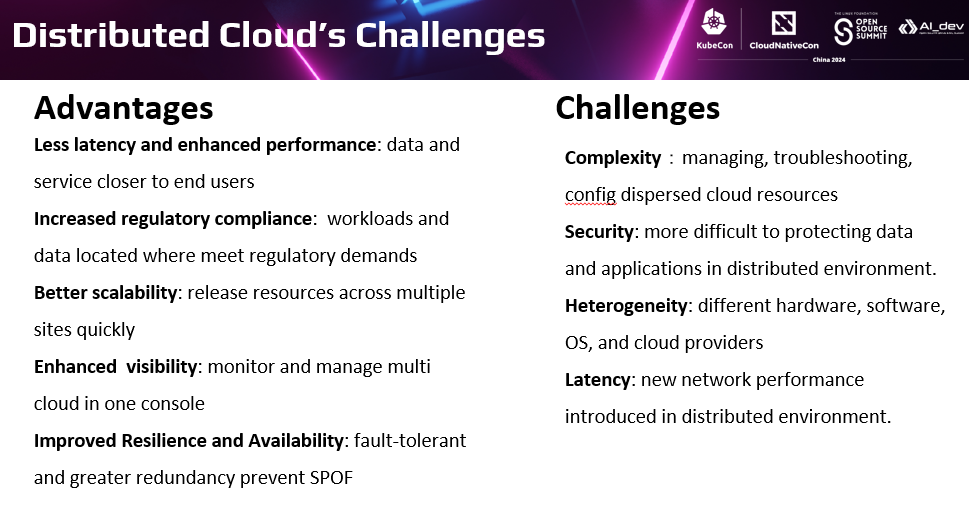 Distributed Cloud's Challenges
KubeCon
CloudNativeCon
THE LINUX FOUNDATION
OPEN
SOURCE
SUMMIT
AI_dev
China 2024
Advantages
Less latency and enhanced performance: data and
service closer to end users
Increased regulatory compliance:  workloads and
data located where meet regulatory demands
Better scalability: release resources across multiple
sites quickly
Enhanced  visibility: monitor and manage multi
cloud in one console
Improved Resilience and Availability: fault-tolerant
and greater redundancy prevent SPOF
Challenges
Complexity : managing, troubleshooting,
config dispersed cloud resources
Security: more difficult to protecting data
and applications in distributed environment.
Heterogeneity: different hardware, software,
OS, and cloud providers
Latency: new network performance
introduced in distributed environment.